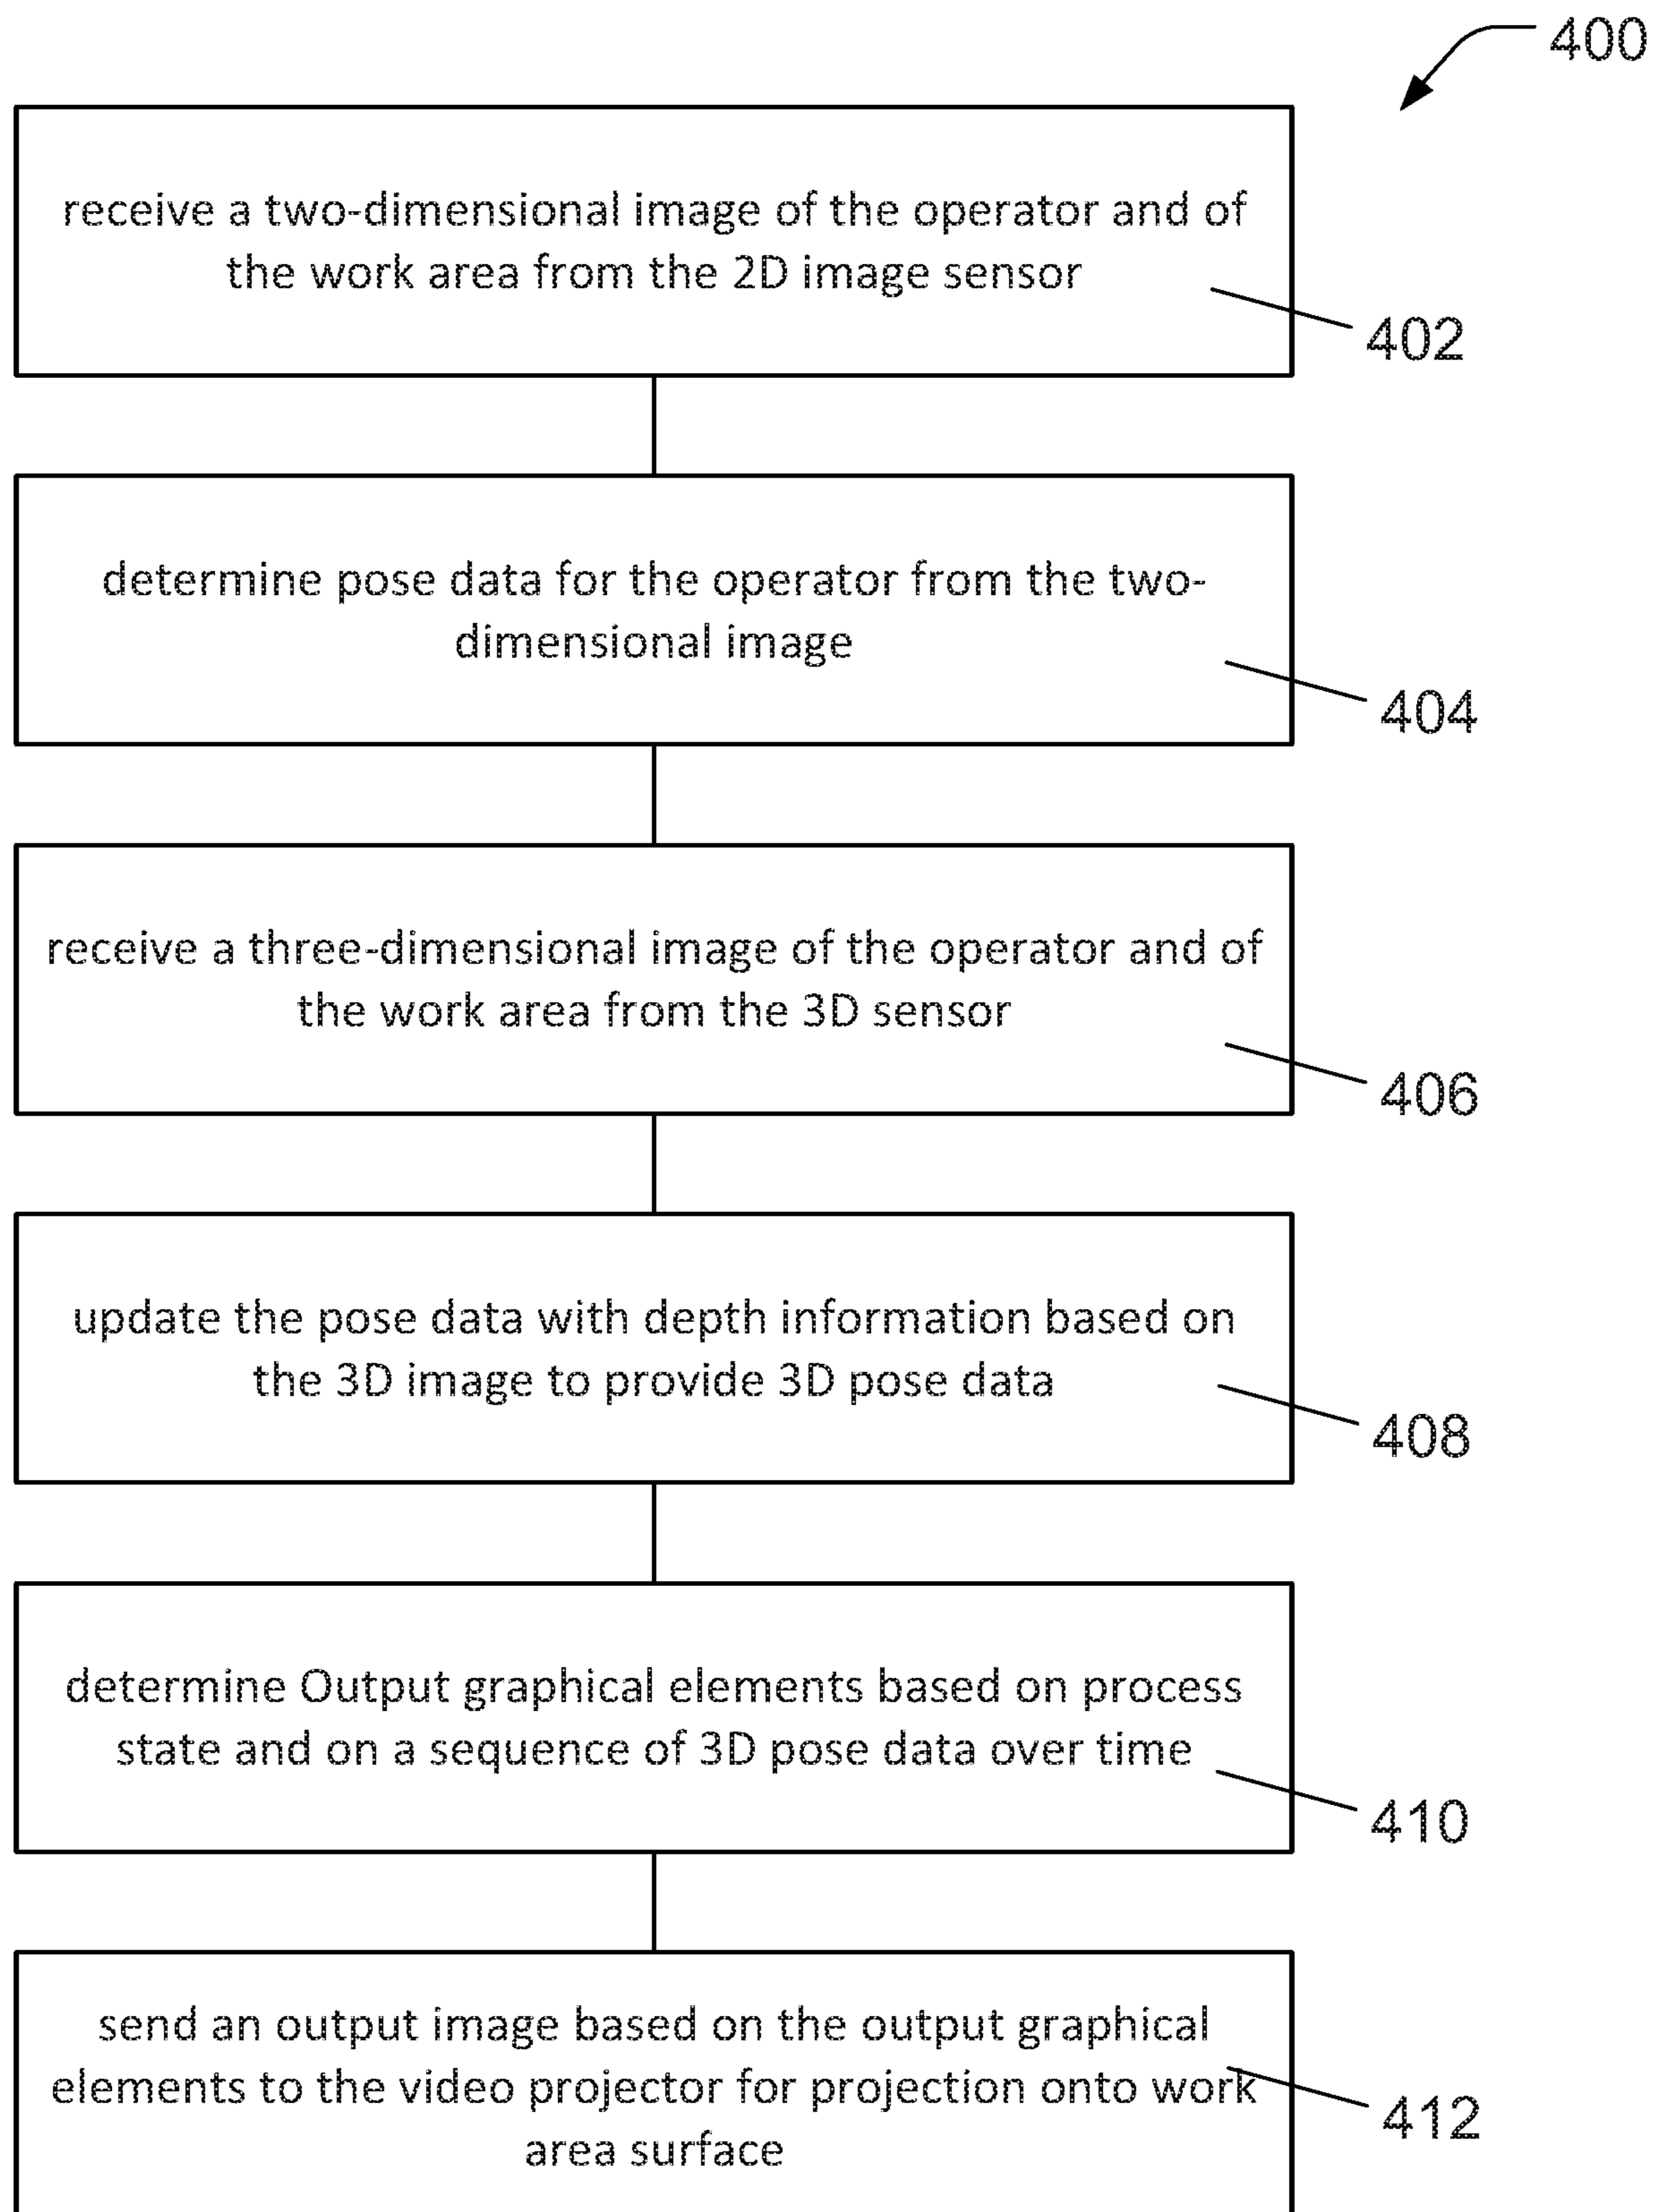 400
receive a two-dimensional image of the operator and of
the work area from the 2D image sensor
402
determine pose data for the operator from the two-
dimensional image
404
receive a three-dimensional image of the operator and of
the work area from the 3D sensor
406
update the pose data with depth information based on
the 3D image to provide 3D pose data
408
determine Output graphical elements based on process
state and on a sequence of 3D pose data over time
410
send an output image based on the output graphical
elements to the video projector for projection onto work
area surface
412